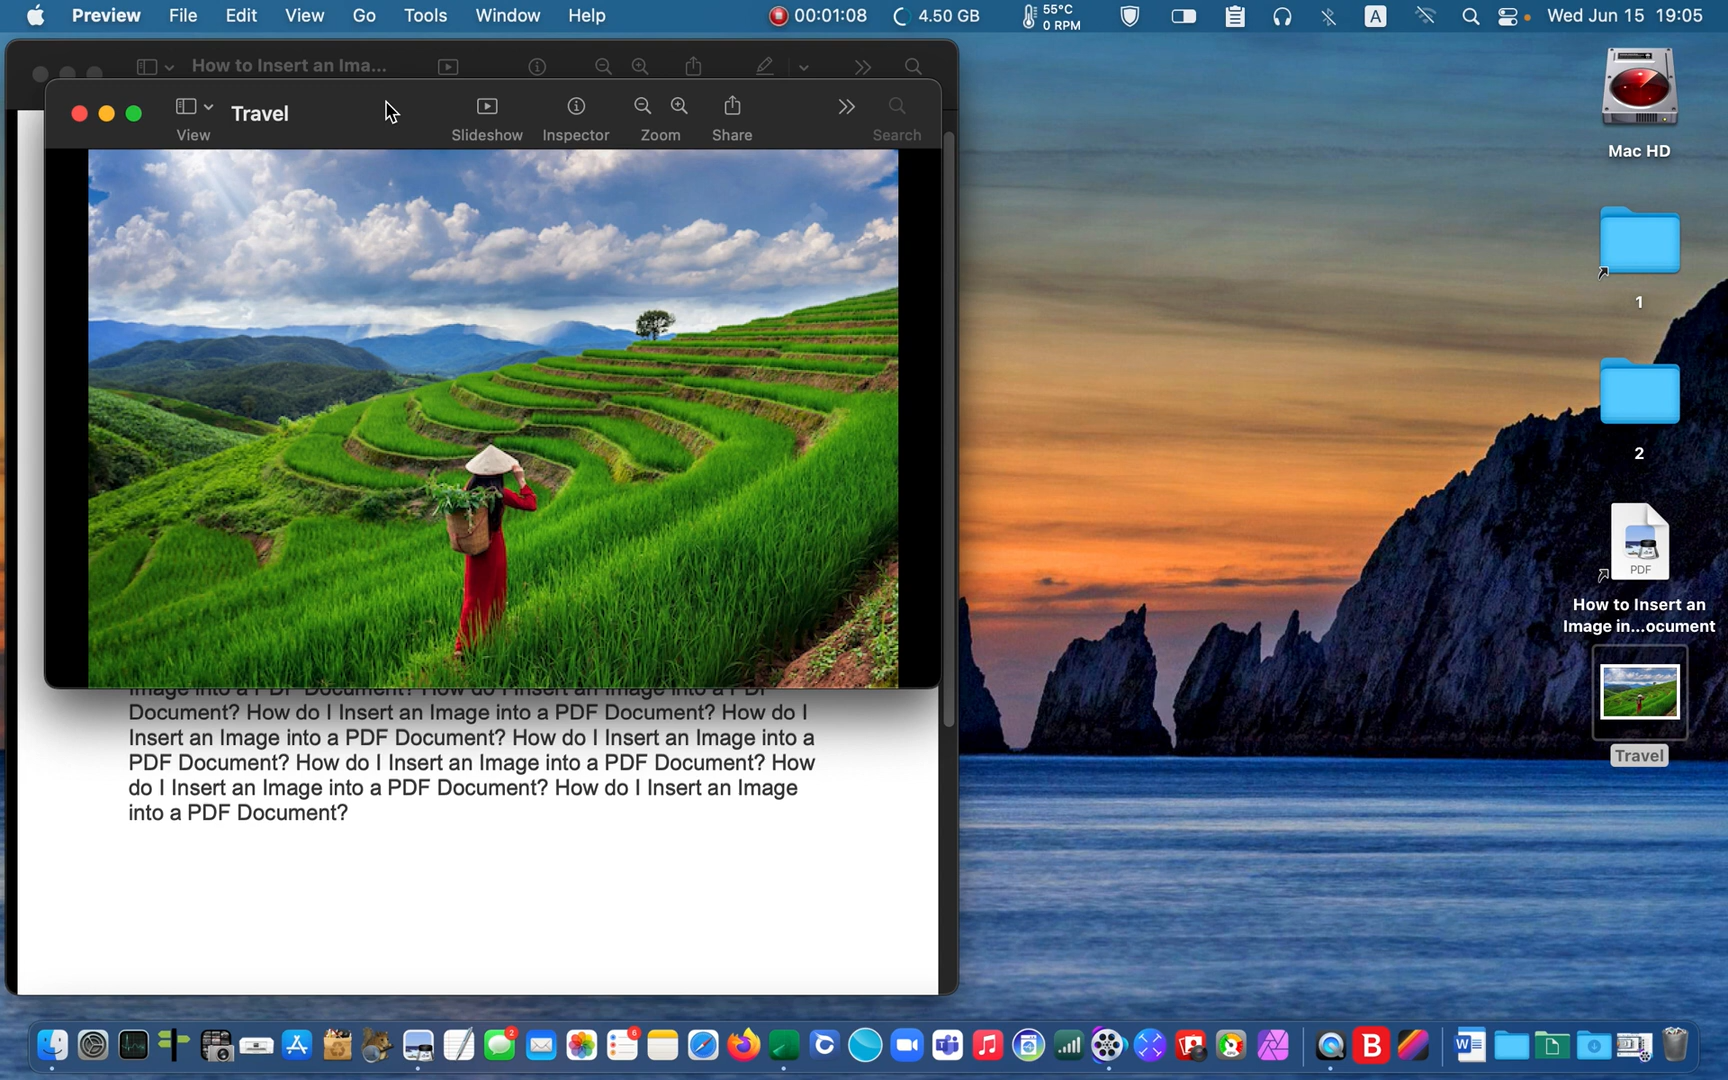 Preview File Edit View Go Tools Window Help 00:01:08 4.50 GB 55°C 0 RPM A Wed Jun 15 19:05
How to Insert an Ima...
Travel
View Slideshow Inspector Zoom Share Search
Document? How do I Insert an Image into a PDF Document? How do I
Insert an Image into a PDF Document? How do I Insert an Image into a
PDF Document? How do I Insert an Image into a PDF Document? How
do I Insert an Image into a PDF Document? How do I Insert an Image
into a PDF Document?
Mac HD
1
2
PDF
How to Insert an
Image in...ocument
Travel
2
6
B
W